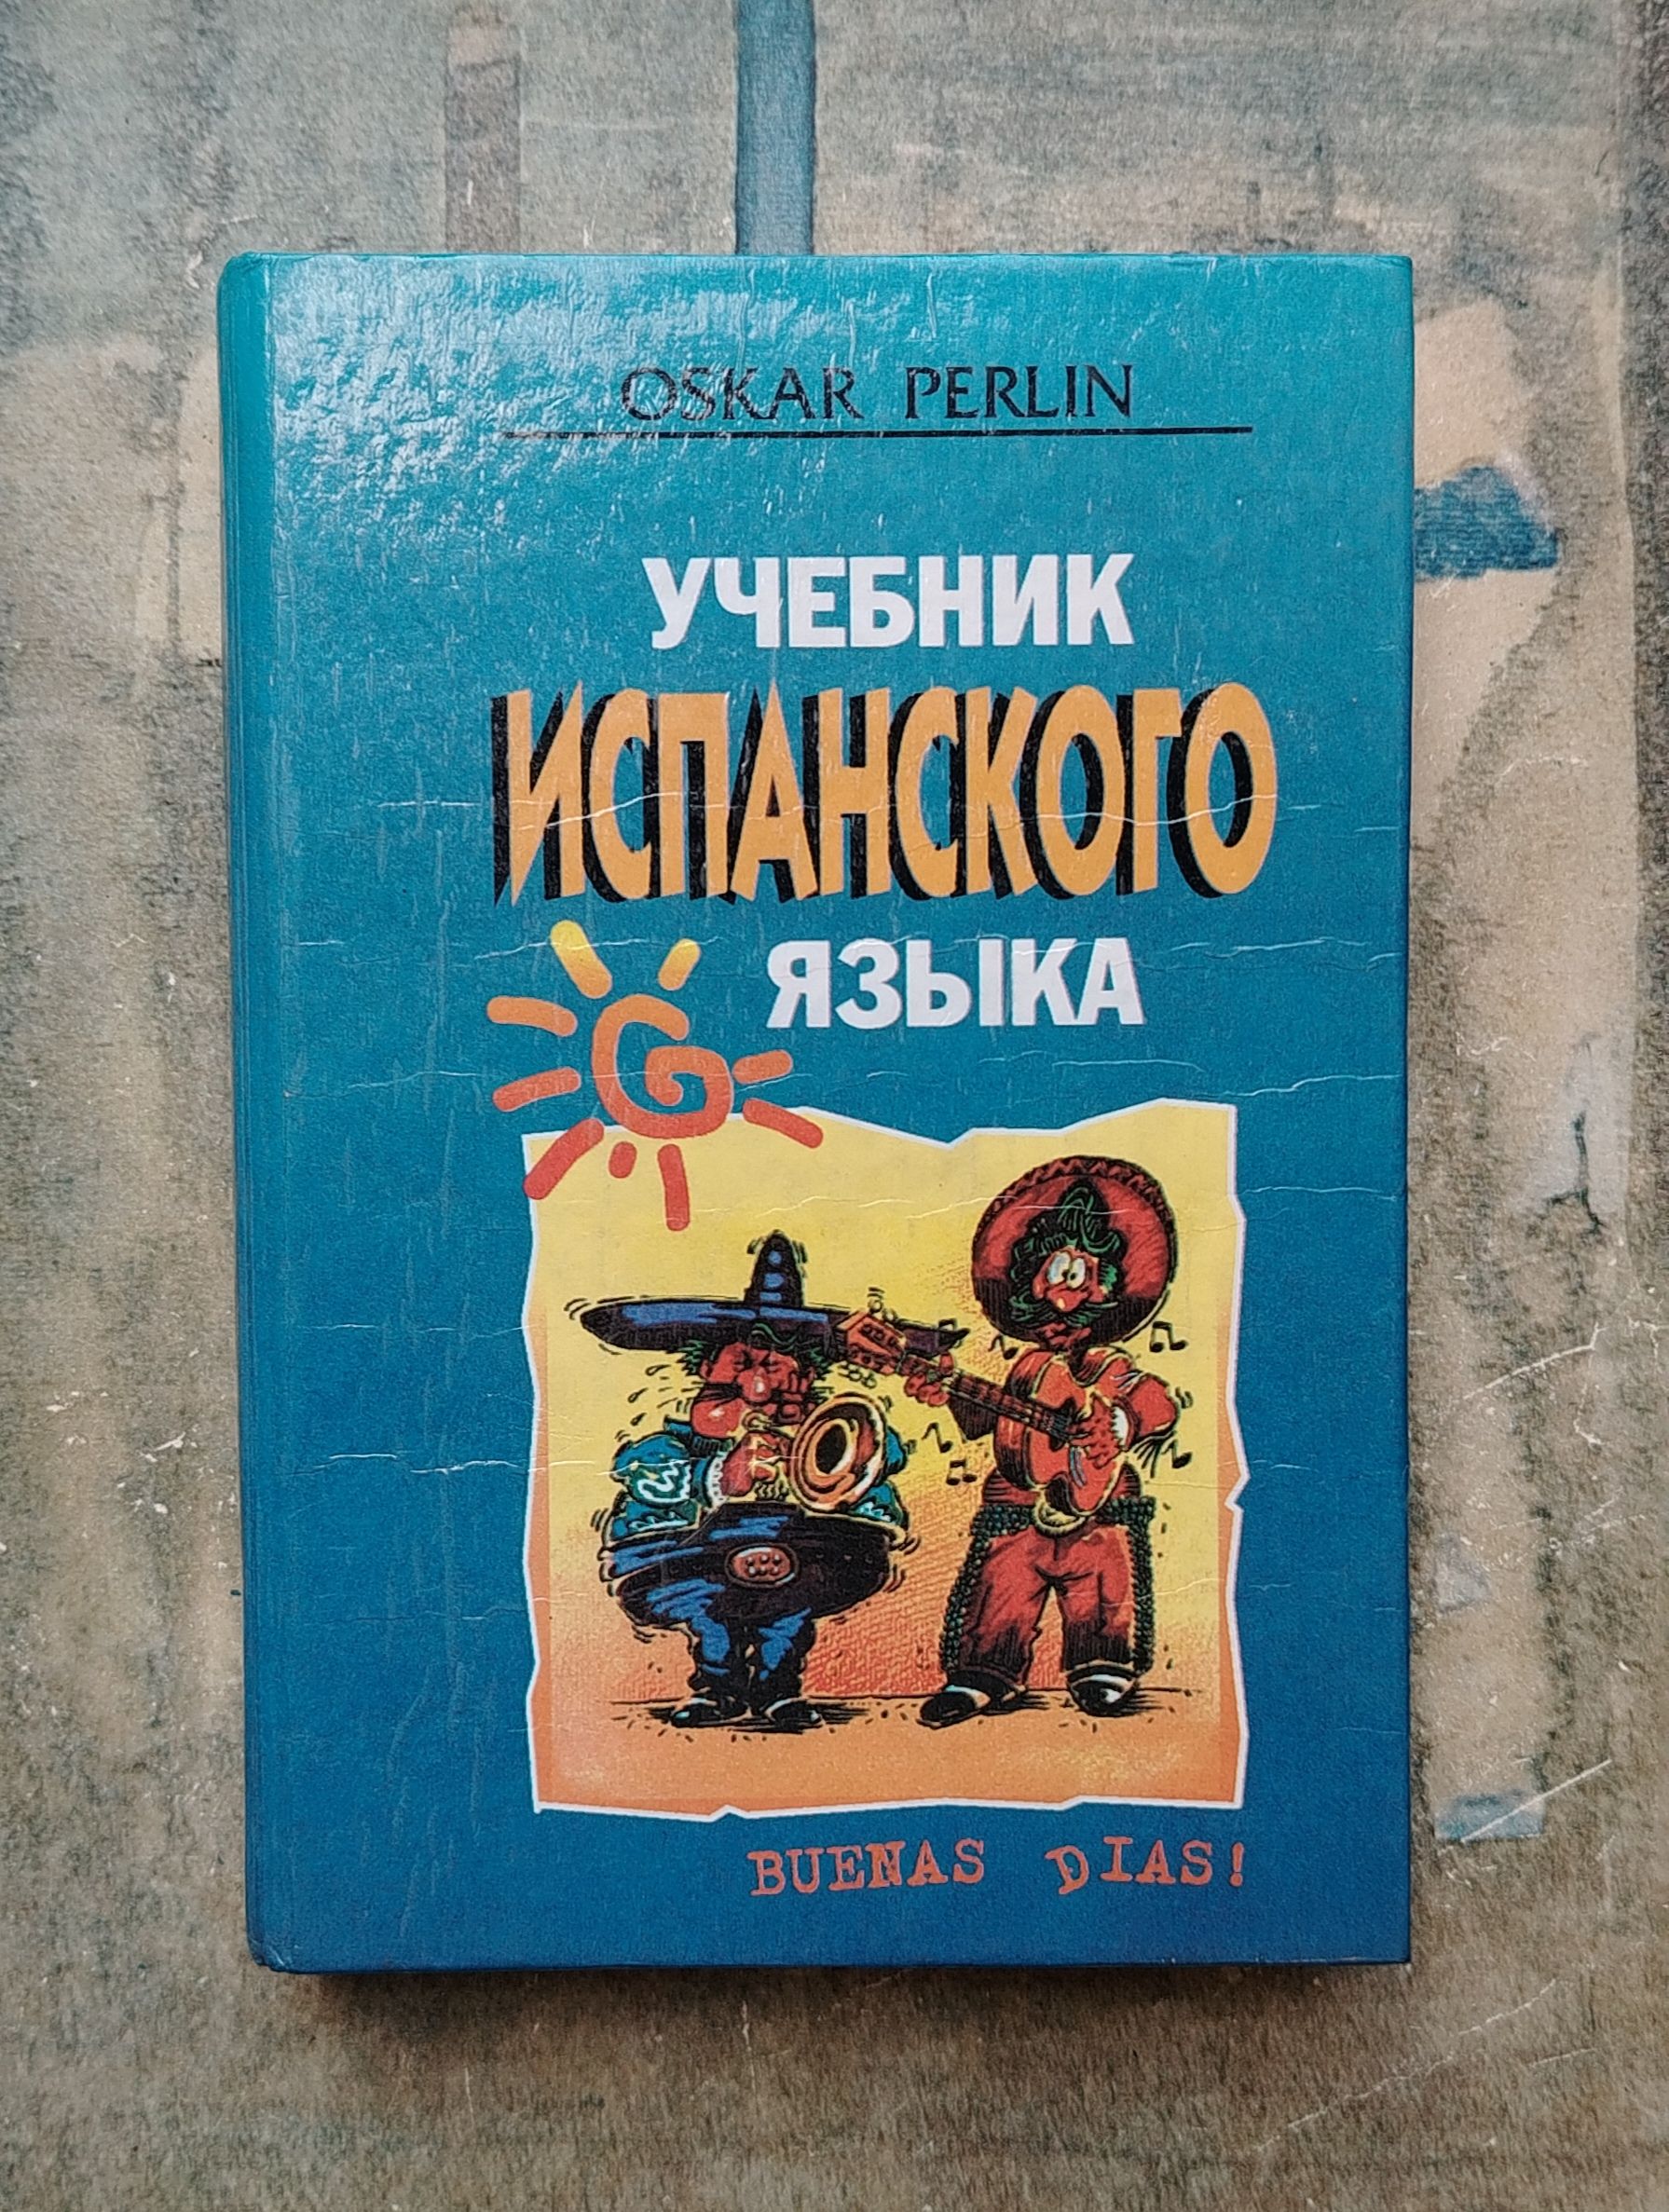 OSKAR PERLIN
УЧЕБНИК
ИСПАНСКОГО
ЯЗЫКА
BUENAS DIAS!